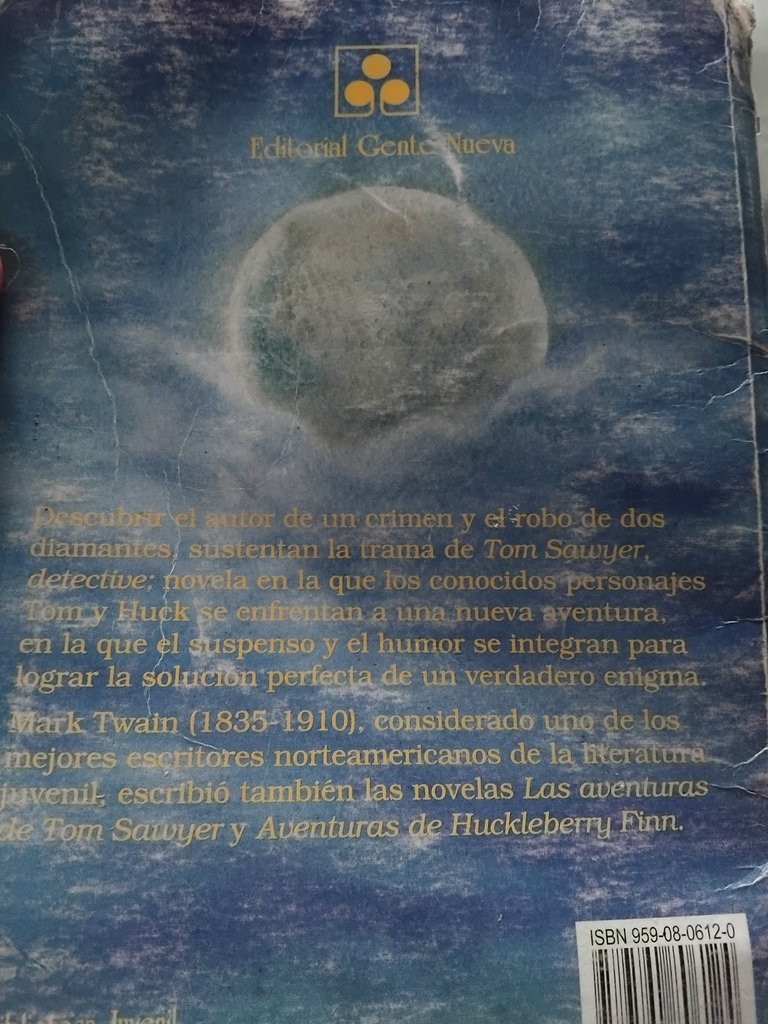 Editorial Gente Nueva
Descubrir el autor de un crimen y el robo de dos
diamantes, sustentan la trama de Tom Sawyer,
detective; novela en la que los conocidos personajes
Tom y Huck se enfrentan a una nueva aventura,
en la que el suspenso y el humor se integran para
lograr la solución perfecta de un verdadero enigma.
Mark Twain (1835-1910), considerado uno de los
mejores escritores norteamericanos de la literatura
juvenil, escribió también las novelas Las aventuras
de Tom Sawyer y Aventuras de Huckleberry Finn.
ISBN 959-08-0612-0
Juvenil